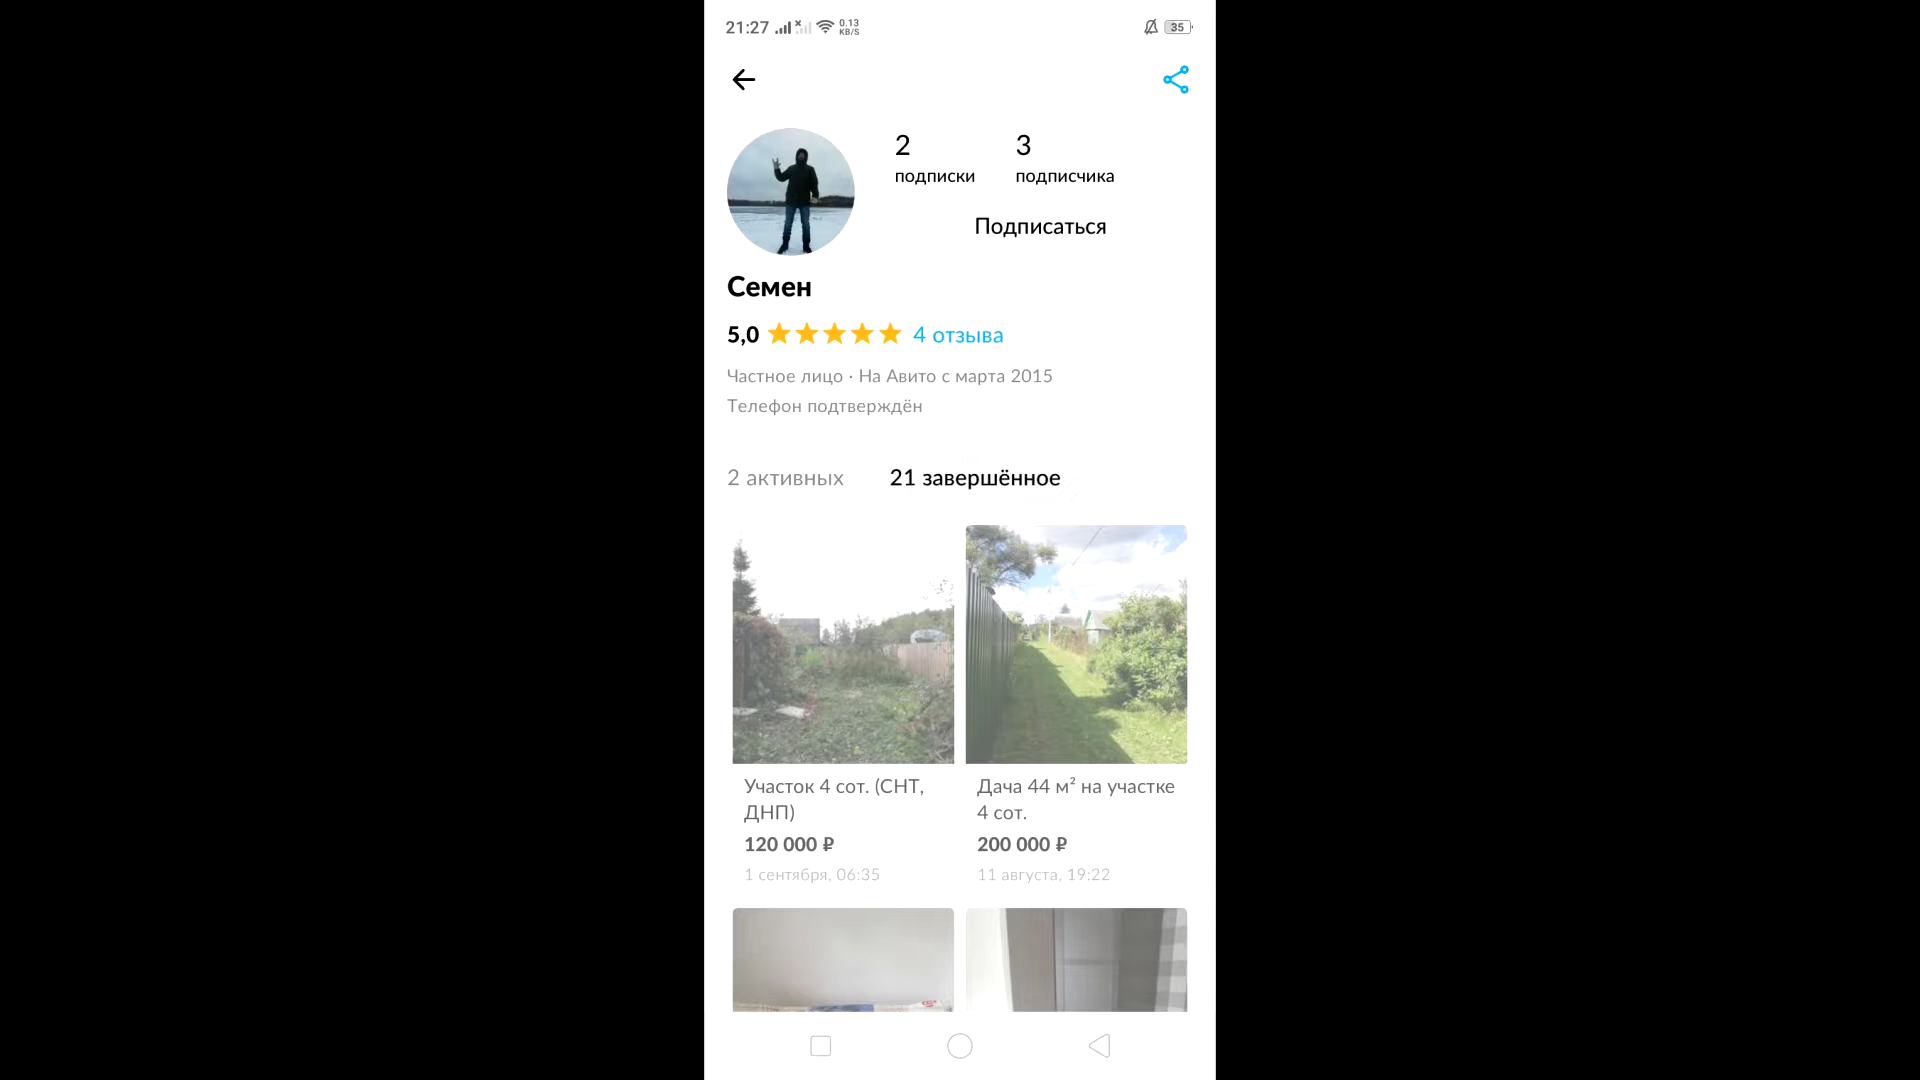 21:27 0.13 KB/S 35
2 3
подписки подписчика
Подписаться
Семен
5,0 4 отзыва
Частное лицо · На Авито с марта 2015
Телефон подтверждён
2 активных 21 завершённое
Участок 4 сот. (СНТ,
ДНП)
120 000 ₽
1 сентября, 06:35
Дача 44 м² на участке
4 сот.
200 000 ₽
11 августа, 19:22